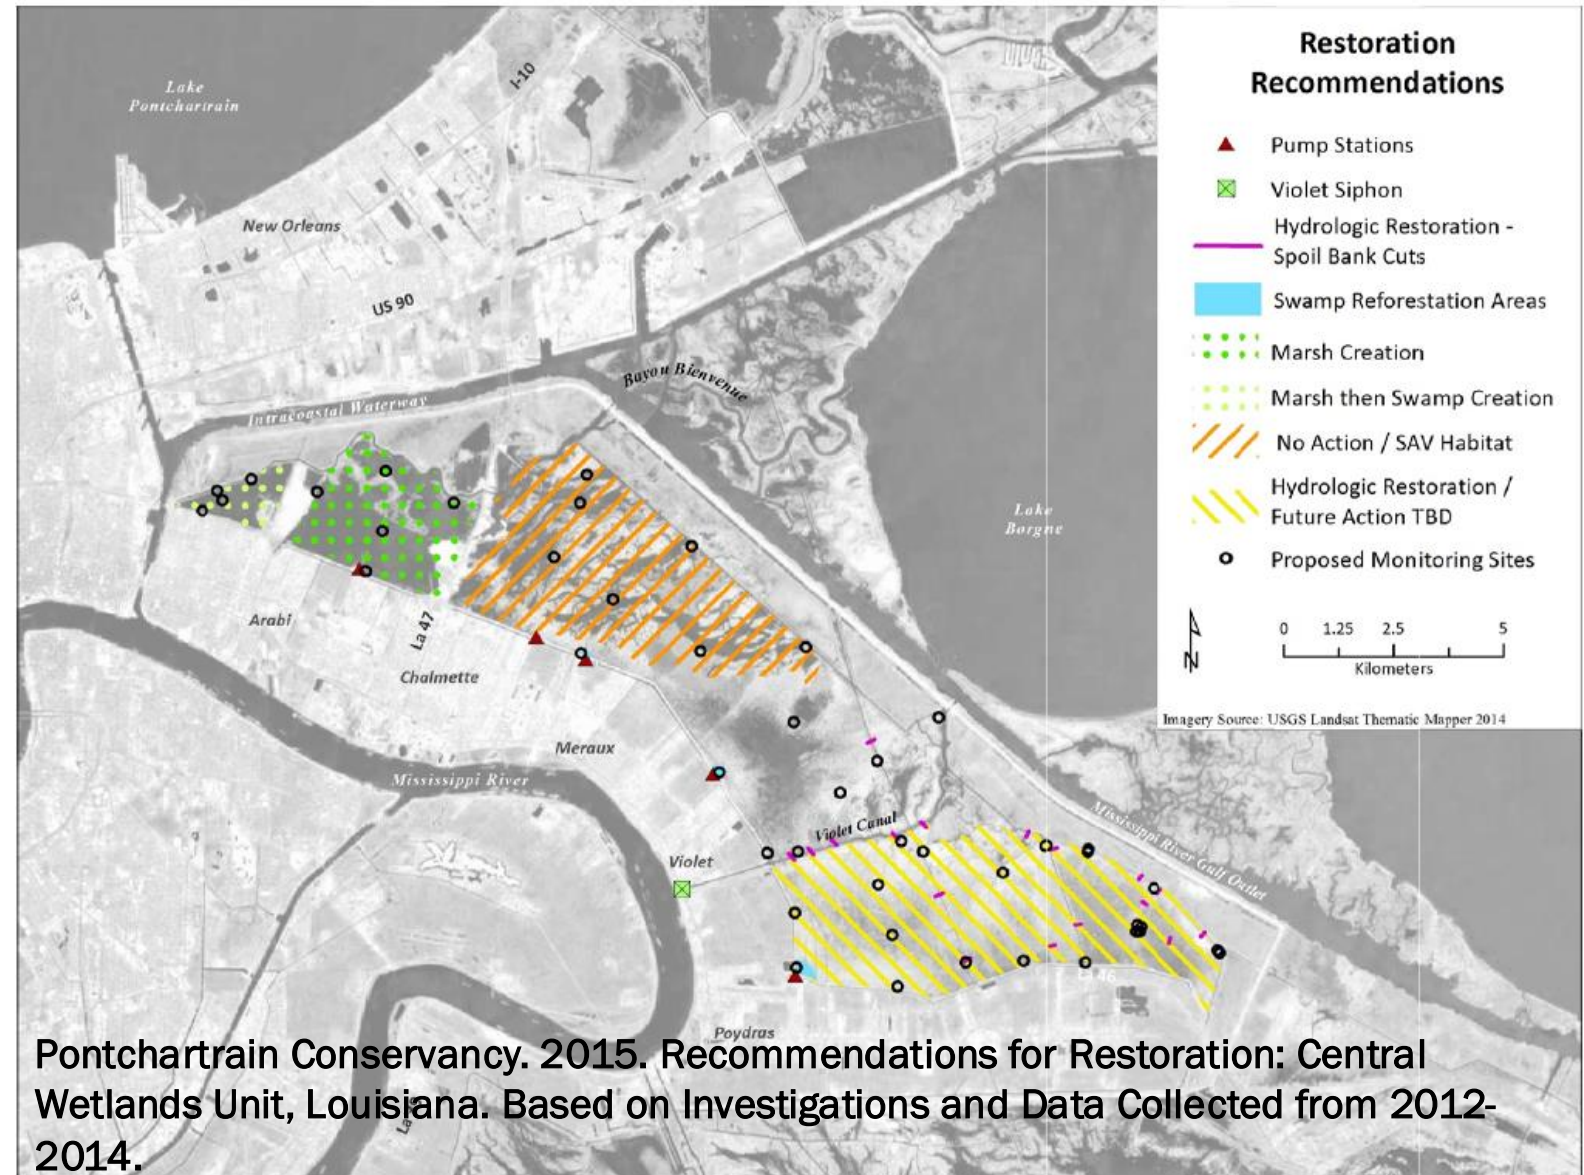 Restoration
Recommendations
Pump Stations
Violet Siphon
Hydrologic Restoration -
Spoil Bank Cuts
Swamp Reforestation Areas
Marsh Creation
Marsh then Swamp Creation
No Action / SAV Habitat
Hydrologic Restoration /
Future Action TBD
Proposed Monitoring Sites
N
0 1.25 2.5 5
Kilometers
Imagery Source: USGS Landsat Thematic Mapper 2014
Lake
Pontchartrain
I-10
New Orleans
US 90
Bayou Bienvenue
Intracoastal Waterway
Lake
Borgne
Arabi
La 47
Chalmette
Meraux
Mississippi River
Violet Canal
Mississippi River Gulf Outlet
Violet
Poydras
Pontchartrain Conservancy. 2015. Recommendations for Restoration: Central
Wetlands Unit, Louisiana. Based on Investigations and Data Collected from 2012-
2014.